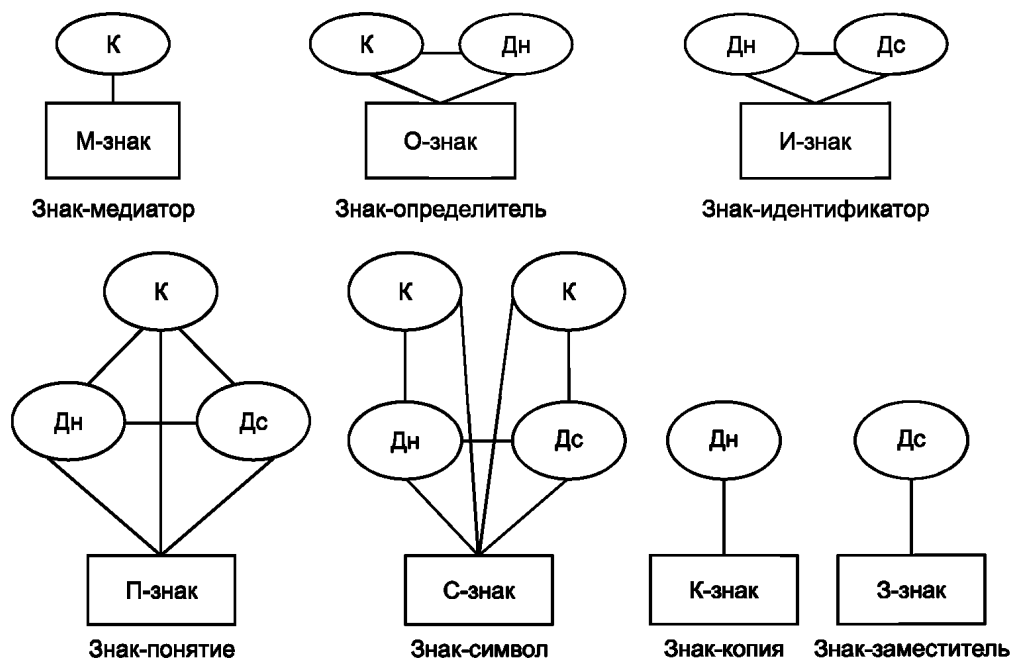 К
К Дн
Дн Дс
М-знак
О-знак
И-знак
Знак-медиатор
Знак-определитель
Знак-идентификатор
К
К
К
Дн
Дс
Дн
Дс
Дн
Дс
П-знак
С-знак
К-знак
З-знак
Знак-понятие
Знак-символ
Знак-копия
Знак-заместитель